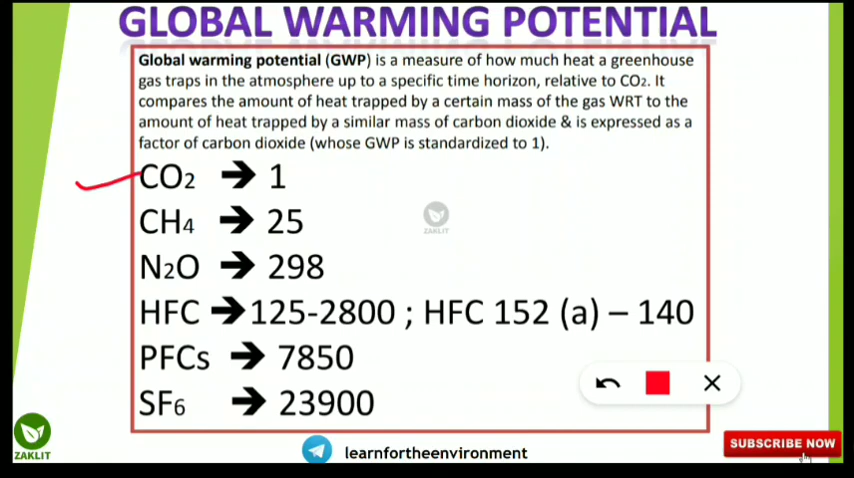 GLOBAL WARMING POTENTIAL
Global warming potential (GWP) is a measure of how much heat a greenhouse
gas traps in the atmosphere up to a specific time horizon, relative to CO2. It
compares the amount of heat trapped by a certain mass of the gas WRT to the
amount of heat trapped by a similar mass of carbon dioxide & is expressed as a
factor of carbon dioxide (whose GWP is standardized to 1).
CO2 ➔ 1
CH4 ➔ 25
ZAKLIT
N2O ➔ 298
HFC ➔125-2800 ; HFC 152 (a) – 140
PFCs ➔ 7850
SF6 ➔ 23900
ZAKLIT
learnfortheenvironment
SUBSCRIBE NOW